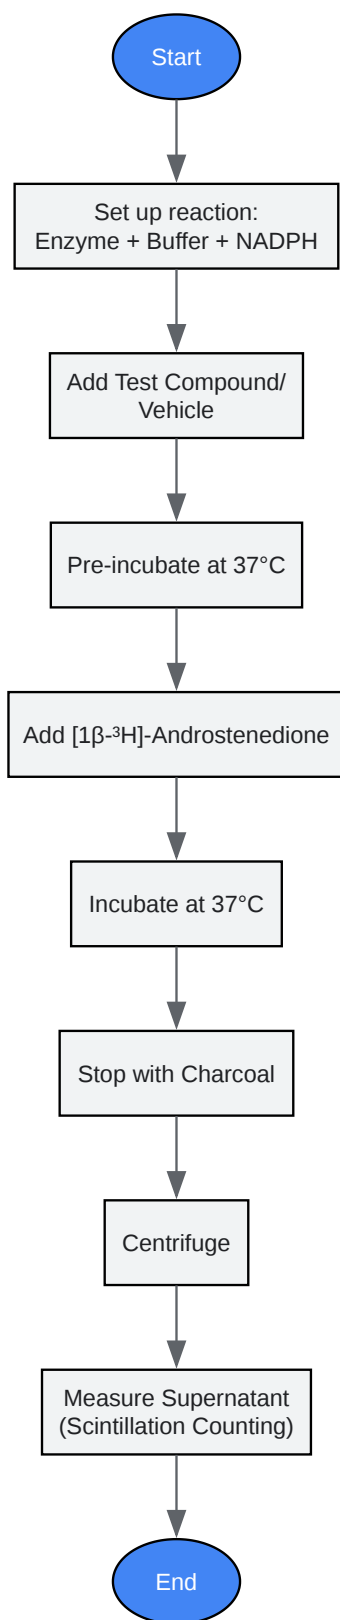 Start
Set up reaction:
Enzyme + Buffer + NADPH
Add Test Compound/
Vehicle
Pre-incubate at 37°C
Add [1β-³H]-Androstenedione
Incubate at 37°C
Stop with Charcoal
Centrifuge
Measure Supernatant
(Scintillation Counting)
End